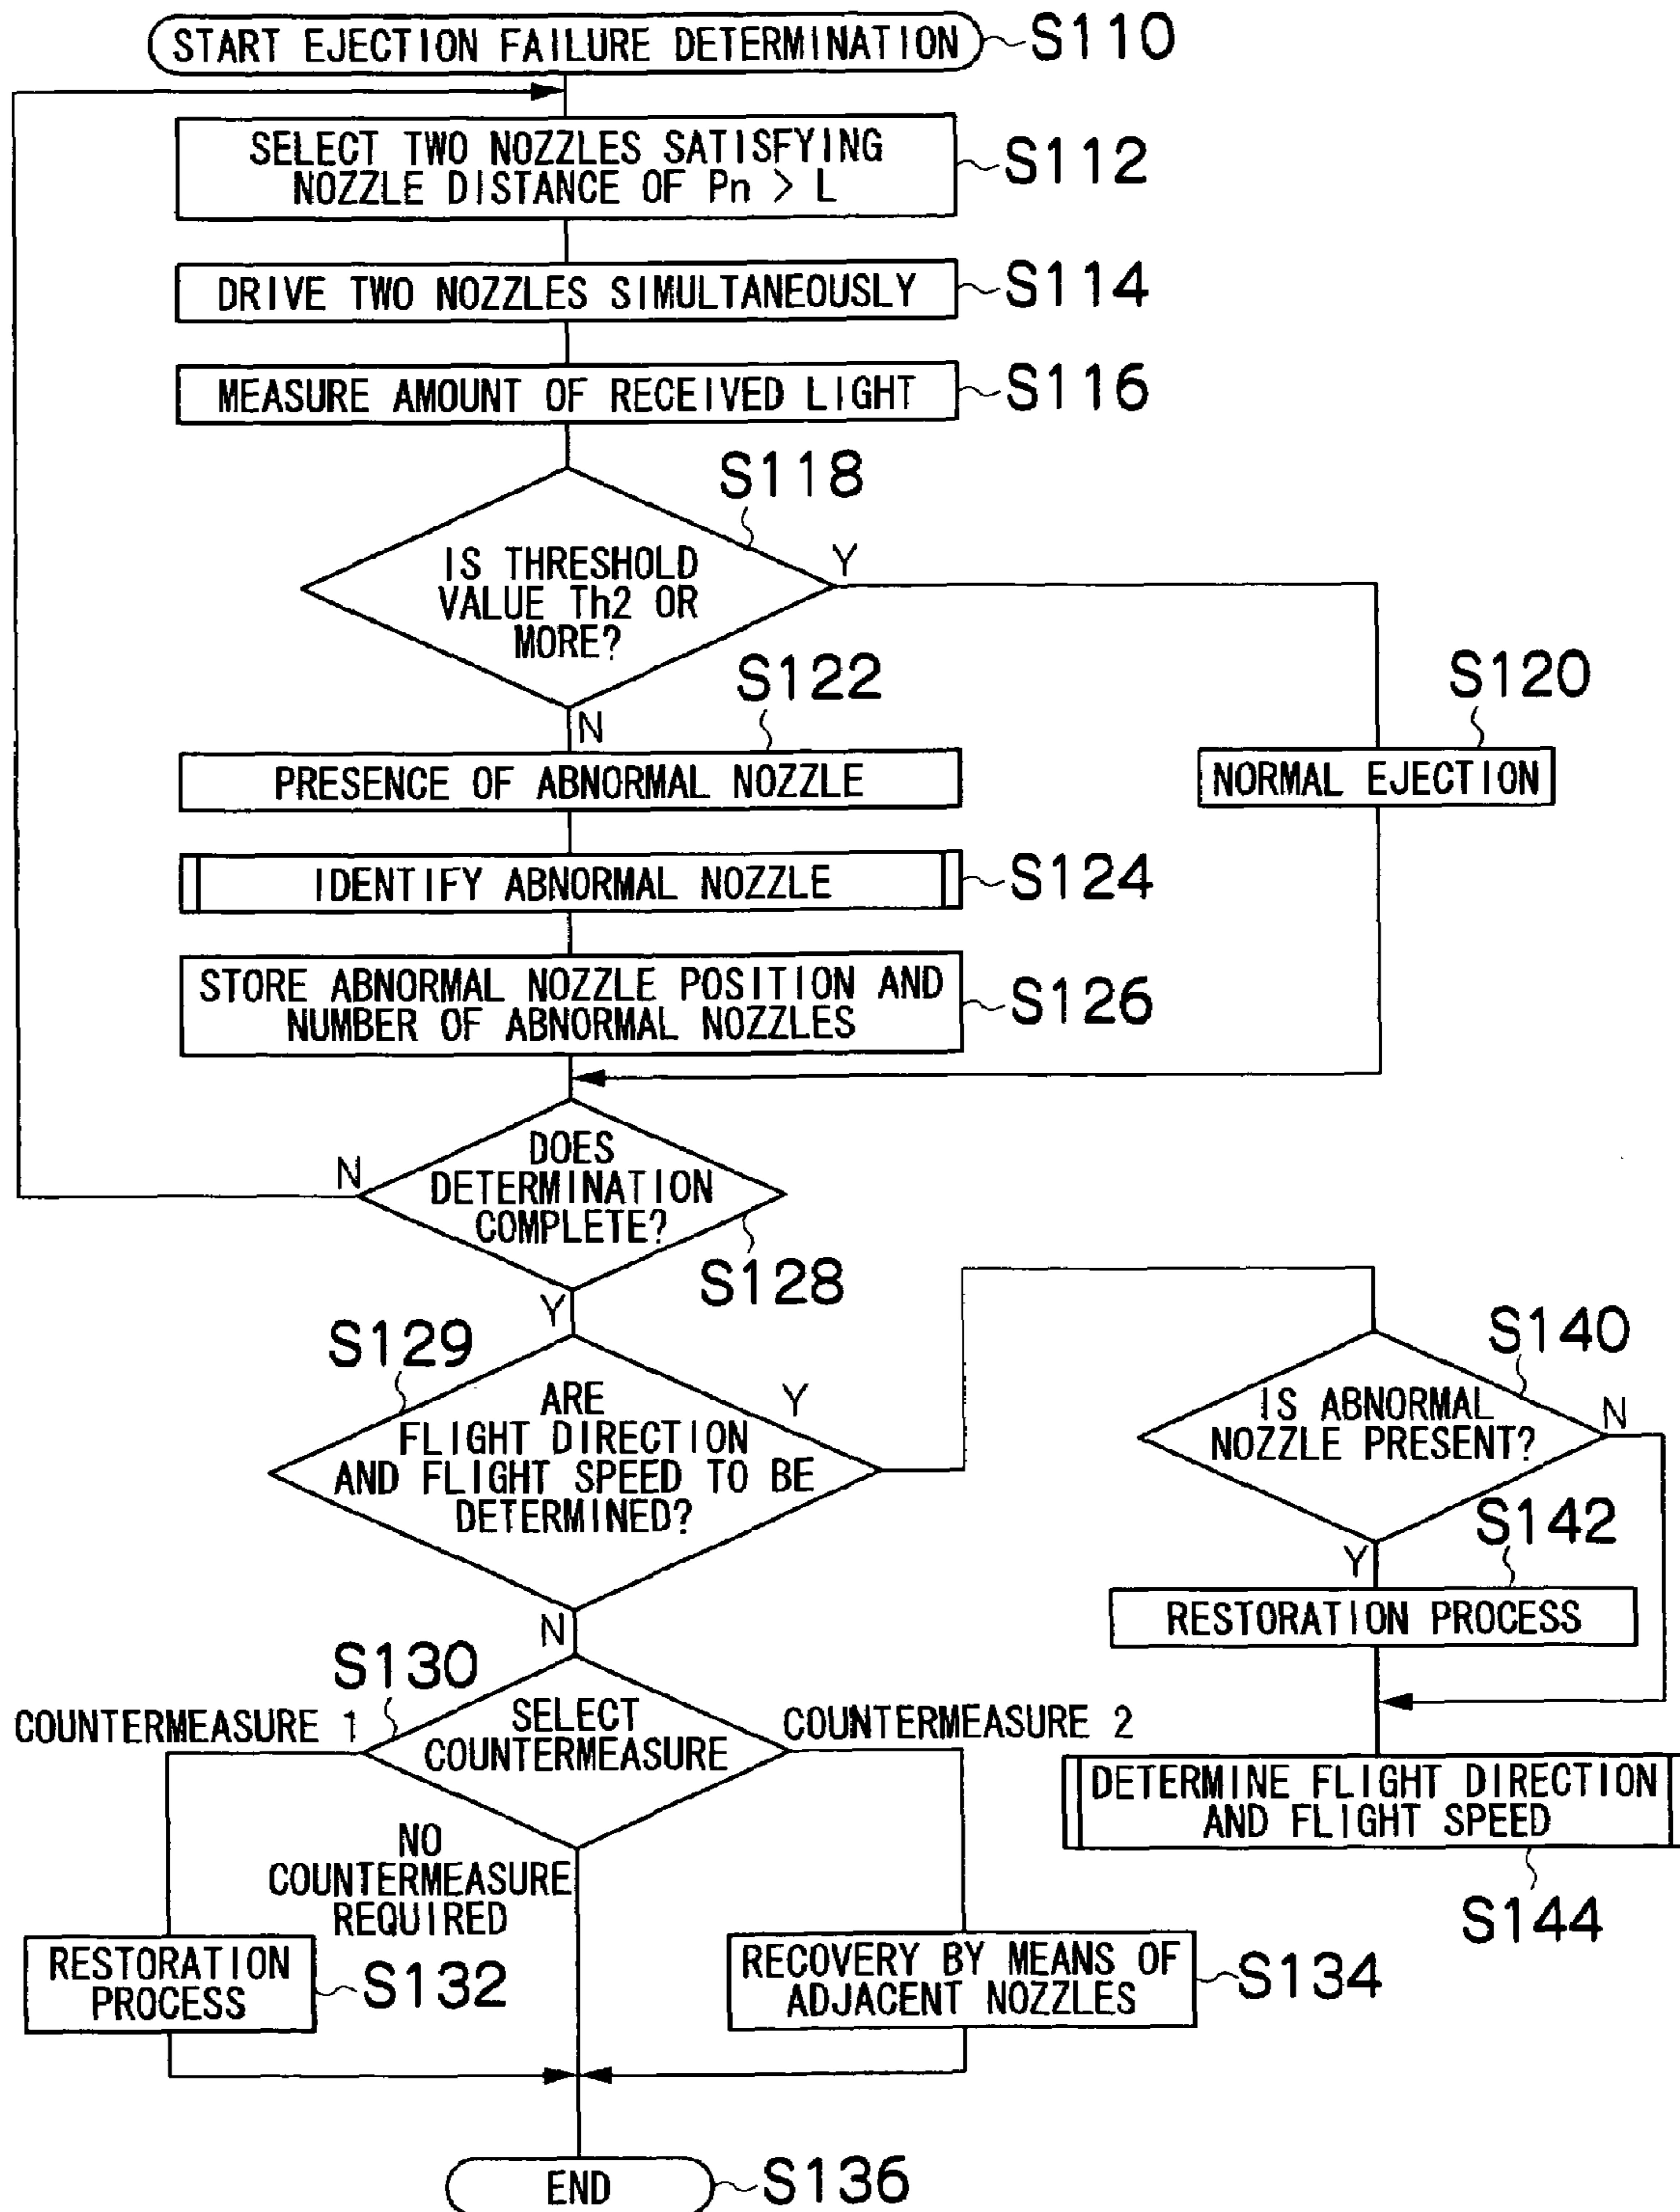 START EJECTION FAILURE DETERMINATION
S110
SELECT TWO NOZZLES SATISFYING
NOZZLE DISTANCE OF Pn > L
S112
DRIVE TWO NOZZLES SIMULTANEOUSLY
S114
MEASURE AMOUNT OF RECEIVED LIGHT
S116
S118
IS THRESHOLD
VALUE Th2 OR
MORE?
Y
N
S122
S120
PRESENCE OF ABNORMAL NOZZLE
NORMAL EJECTION
IDENTIFY ABNORMAL NOZZLE
S124
STORE ABNORMAL NOZZLE POSITION AND
NUMBER OF ABNORMAL NOZZLES
S126
DOES
DETERMINATION
COMPLETE?
N
S128
Y
S129
ARE
FLIGHT DIRECTION
AND FLIGHT SPEED TO BE
DETERMINED?
Y
N
S140
IS ABNORMAL
NOZZLE PRESENT?
N
Y
S142
RESTORATION PROCESS
S130
SELECT
COUNTERMEASURE
COUNTERMEASURE 1
COUNTERMEASURE 2
NO
COUNTERMEASURE
REQUIRED
DETERMINE FLIGHT DIRECTION
AND FLIGHT SPEED
S144
RESTORATION
PROCESS
S132
RECOVERY BY MEANS OF
ADJACENT NOZZLES
S134
END
S136